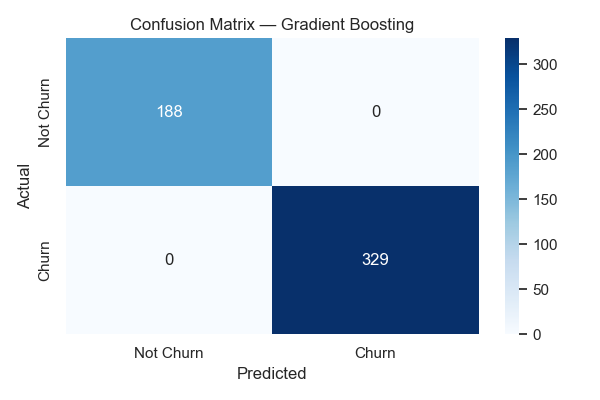 Confusion Matrix — Gradient Boosting
Actual
Not Churn
Churn
188
0
0
329
Not Churn
Churn
Predicted
300
250
200
150
100
50
0